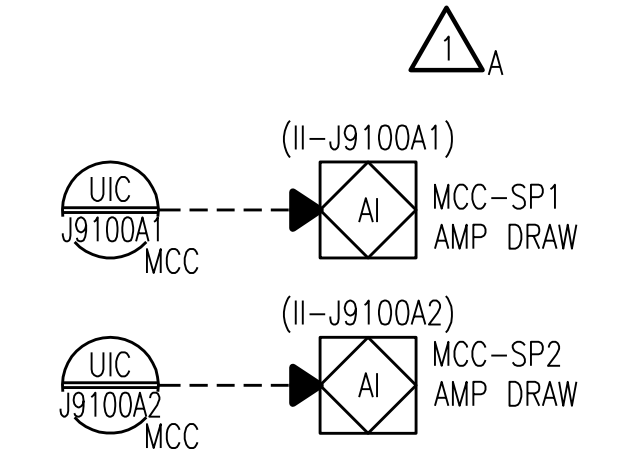 1
A
(II-J9100A1)
UIC
J9100A1
MCC
AI
MCC-SP1
AMP DRAW
(II-J9100A2)
UIC
J9100A2
MCC
AI
MCC-SP2
AMP DRAW